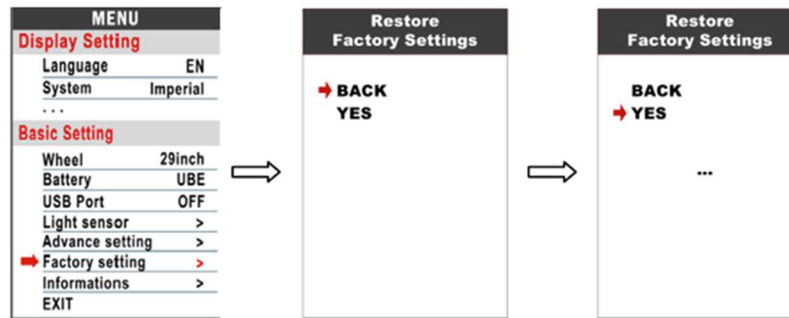 MENU
Display Setting
Language EN
System Imperial
...
Basic Setting
Wheel 29inch
Battery UBE
USB Port OFF
Light sensor >
Advance setting >
Factory setting >
Informations >
EXIT
Restore
Factory Settings
BACK
YES
Restore
Factory Settings
BACK
YES
...